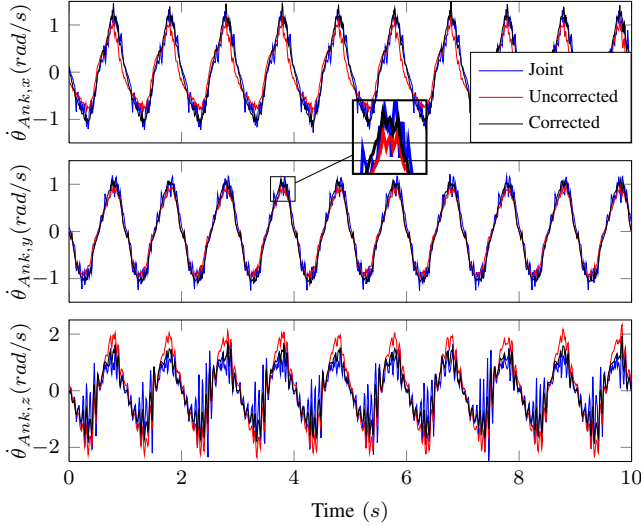 θ̇_{Ank,x}(rad/s)
1
0
−1
Joint
Uncorrected
Corrected
θ̇_{Ank,y}(rad/s)
1
0
−1
θ̇_{Ank,z}(rad/s)
2
0
−2
0 2 4 6 8 10
Time (s)